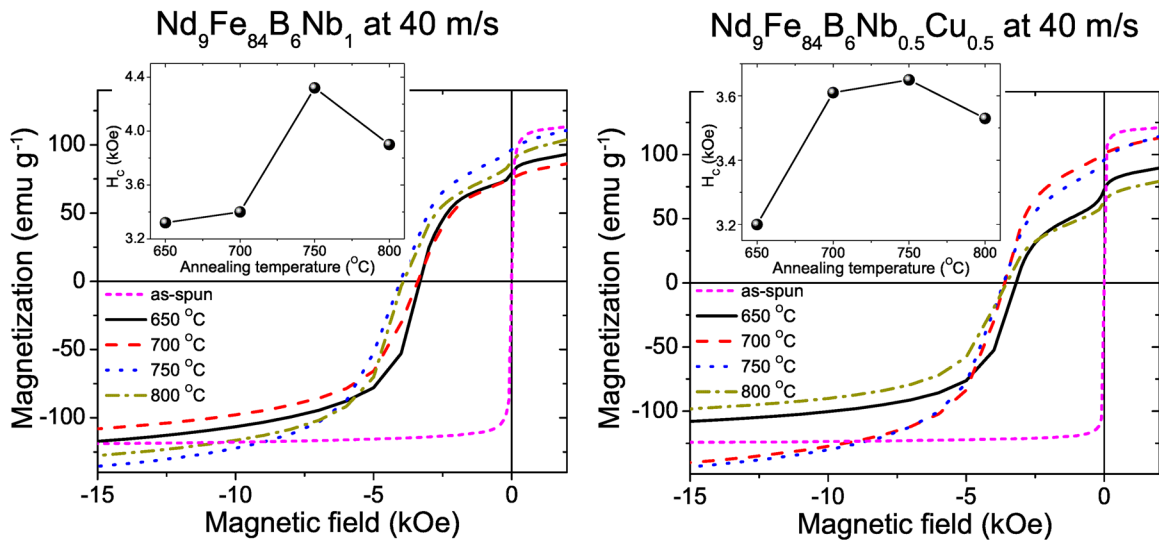 Nd₉Fe₈₄B₆Nb₁ at 40 m/s
4.4
4.0
3.6
3.2
H_c (kOe)
650 700 750 800
Annealing temperature (°C)
100
50
0
-50
-100
Magnetization (emu g⁻¹)
as-spun
650 °C
700 °C
750 °C
800 °C
-15 -10 -5 0
Magnetic field (kOe)
Nd₉Fe₈₄B₆Nb₀.₅Cu₀.₅ at 40 m/s
3.6
3.4
3.2
H_c (kOe)
650 700 750 800
Annealing temperature (°C)
100
50
0
-50
-100
Magnetization (emu g⁻¹)
as-spun
650 °C
700 °C
750 °C
800 °C
-15 -10 -5 0
Magnetic field (kOe)